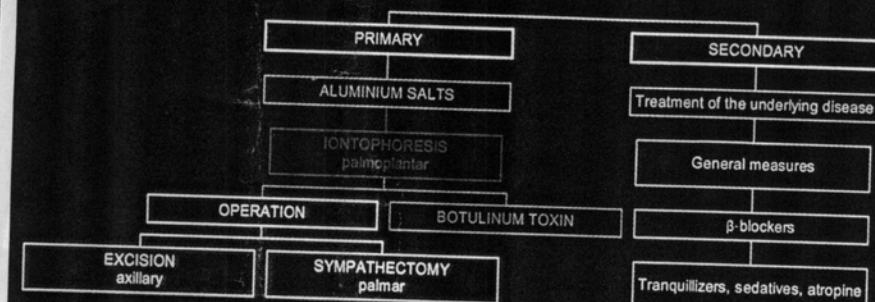 PRIMARY
SECONDARY
ALUMINIUM SALTS
Treatment of the underlying disease
IONTOPHORESIS
palmoplantar
General measures
OPERATION
BOTULINUM TOXIN
β-blockers
EXCISION
axillary
SYMPATHECTOMY
palmar
Tranquillizers, sedatives, atropine